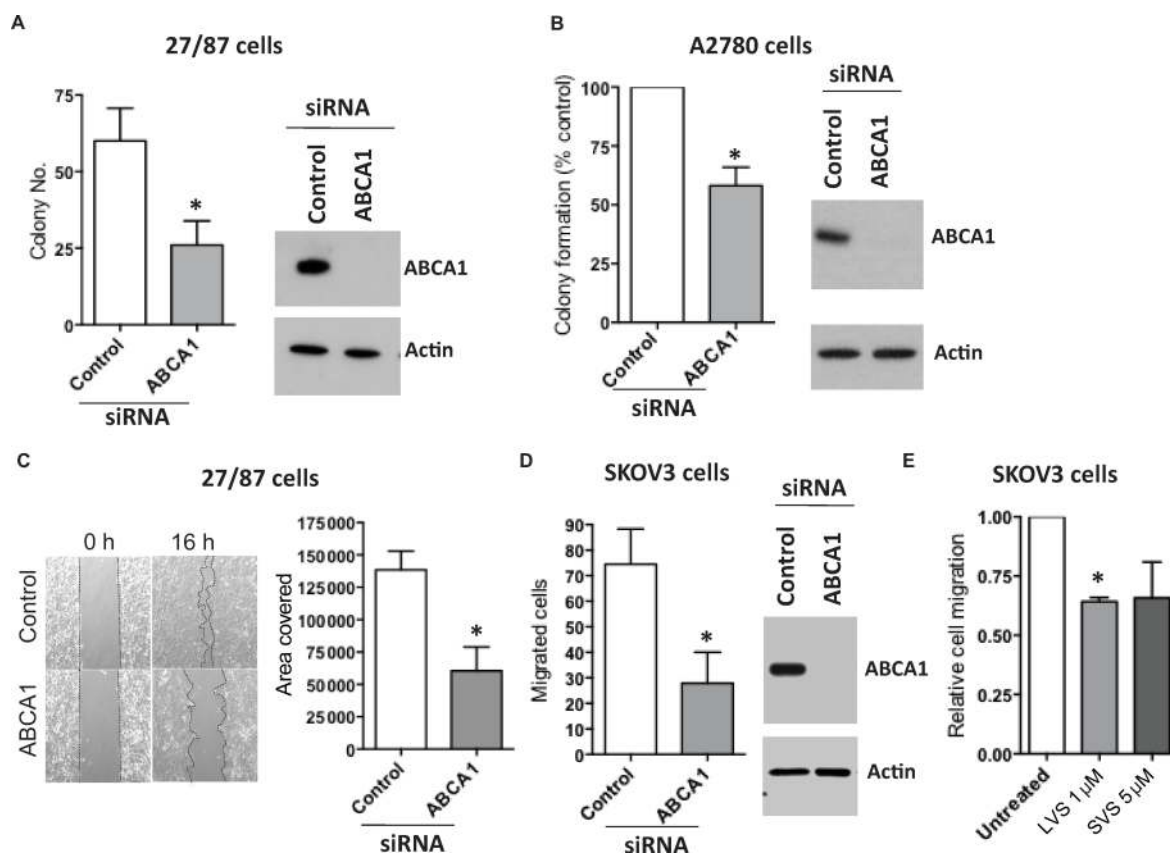 A
27/87 cells
75
50
25
0
Colony No.
*
Control
ABCA1
siRNA
siRNA
Control
ABCA1
ABCA1
Actin
B
A2780 cells
100
75
50
25
0
Colony formation (% control)
*
Control
ABCA1
siRNA
siRNA
Control
ABCA1
ABCA1
Actin
C
27/87 cells
0 h
16 h
Control
ABCA1
200000
175000
150000
125000
100000
75000
50000
25000
0
Area covered
*
Control
ABCA1
siRNA
D
SKOV3 cells
90
80
70
60
50
40
30
20
10
0
Migrated cells
*
Control
ABCA1
siRNA
siRNA
Control
ABCA1
ABCA1
Actin
E
SKOV3 cells
1.00
0.75
0.50
0.25
0.00
Relative cell migration
*
Untreated
LVS 1 µM
SVS 5 µM